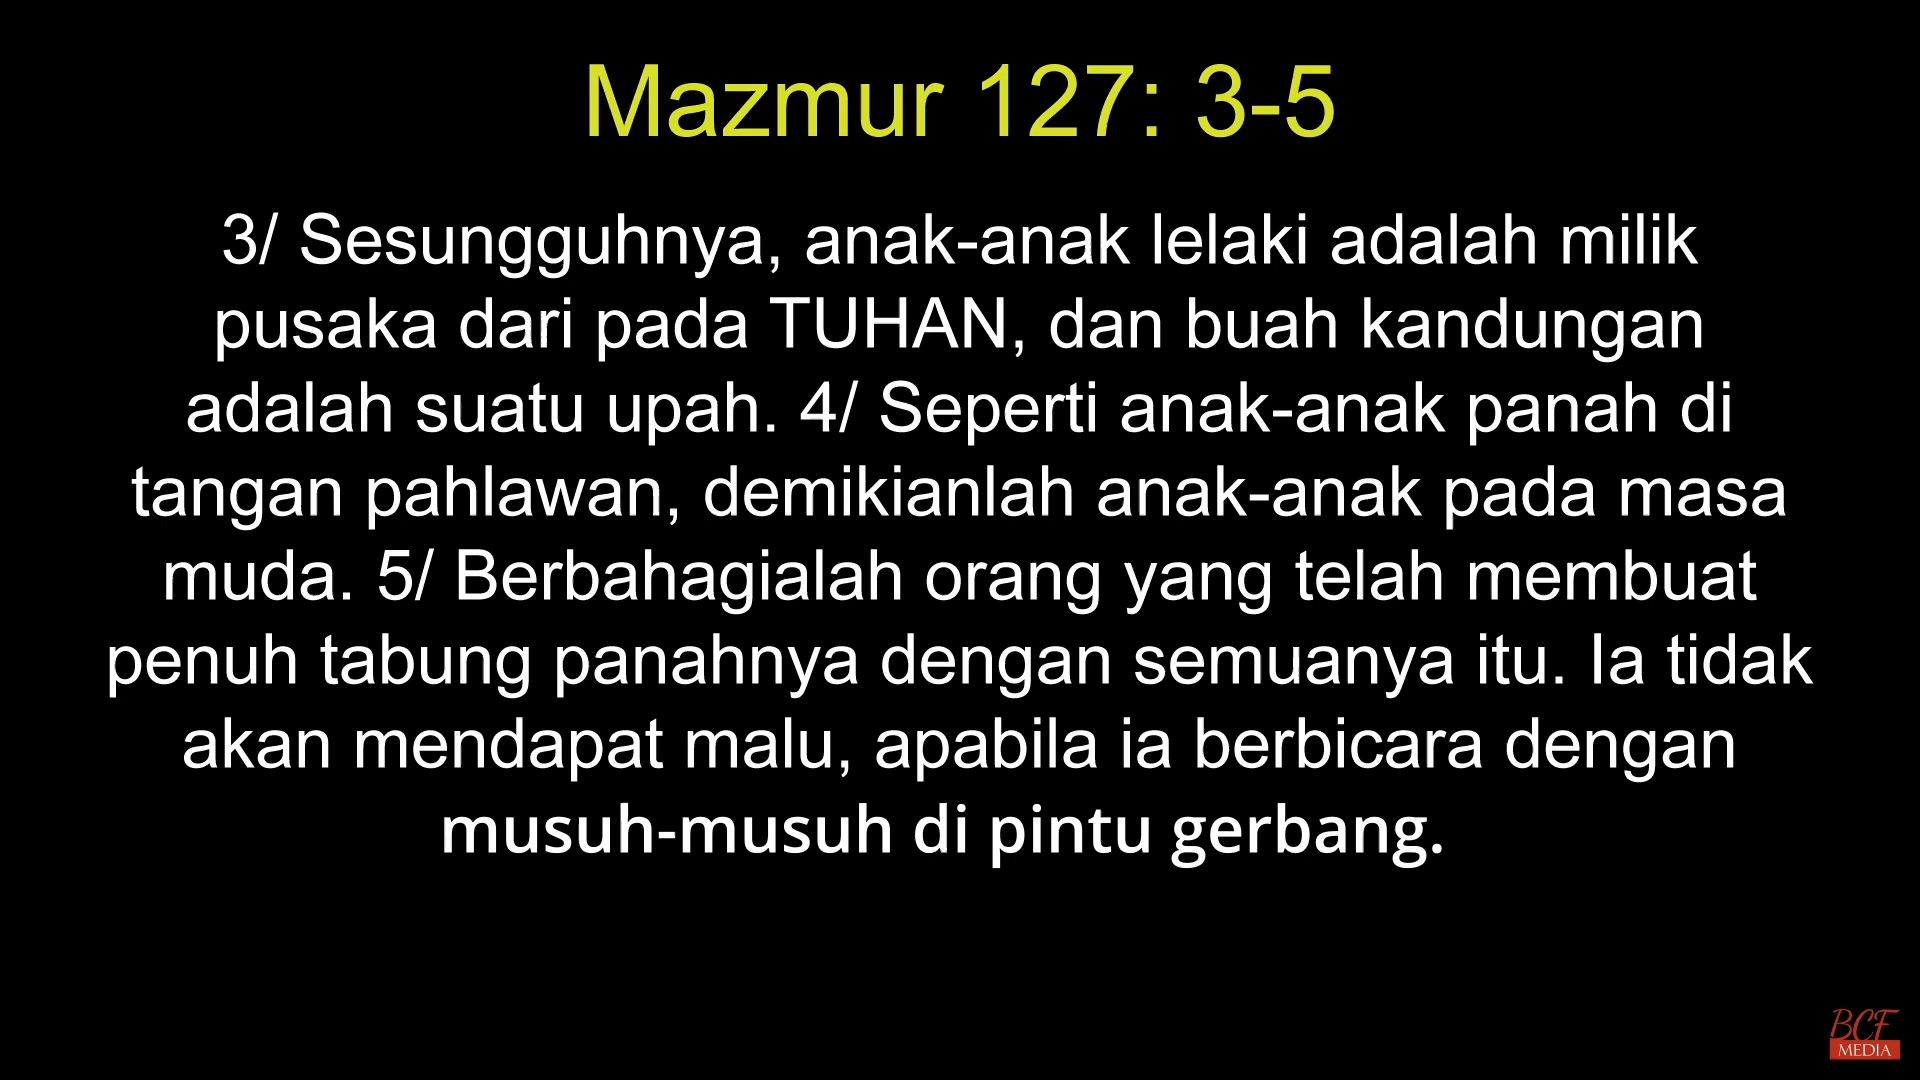 Mazmur 127: 3-5
3/ Sesungguhnya, anak-anak lelaki adalah milik
pusaka dari pada TUHAN, dan buah kandungan
adalah suatu upah. 4/ Seperti anak-anak panah di
tangan pahlawan, demikianlah anak-anak pada masa
muda. 5/ Berbahagialah orang yang telah membuat
penuh tabung panahnya dengan semuanya itu. Ia tidak
akan mendapat malu, apabila ia berbicara dengan
musuh-musuh di pintu gerbang.
BCF
MEDIA